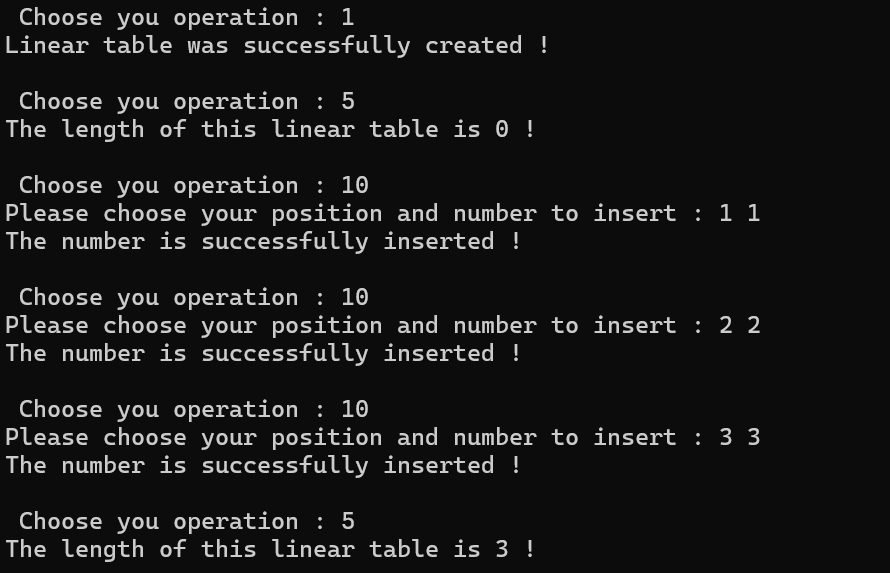 Choose you operation : 1
Linear table was successfully created !
Choose you operation : 5
The length of this linear table is 0 !
Choose you operation : 10
Please choose your position and number to insert : 1 1
The number is successfully inserted !
Choose you operation : 10
Please choose your position and number to insert : 2 2
The number is successfully inserted !
Choose you operation : 10
Please choose your position and number to insert : 3 3
The number is successfully inserted !
Choose you operation : 5
The length of this linear table is 3 !